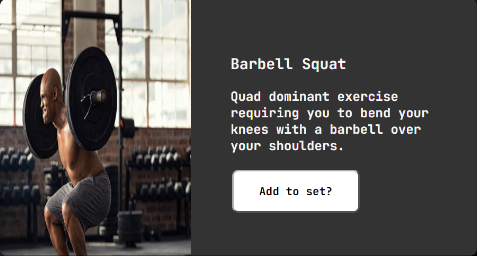 Barbell Squat
Quad dominant exercise
requiring you to bend your
knees with a barbell over
your shoulders.
Add to set?